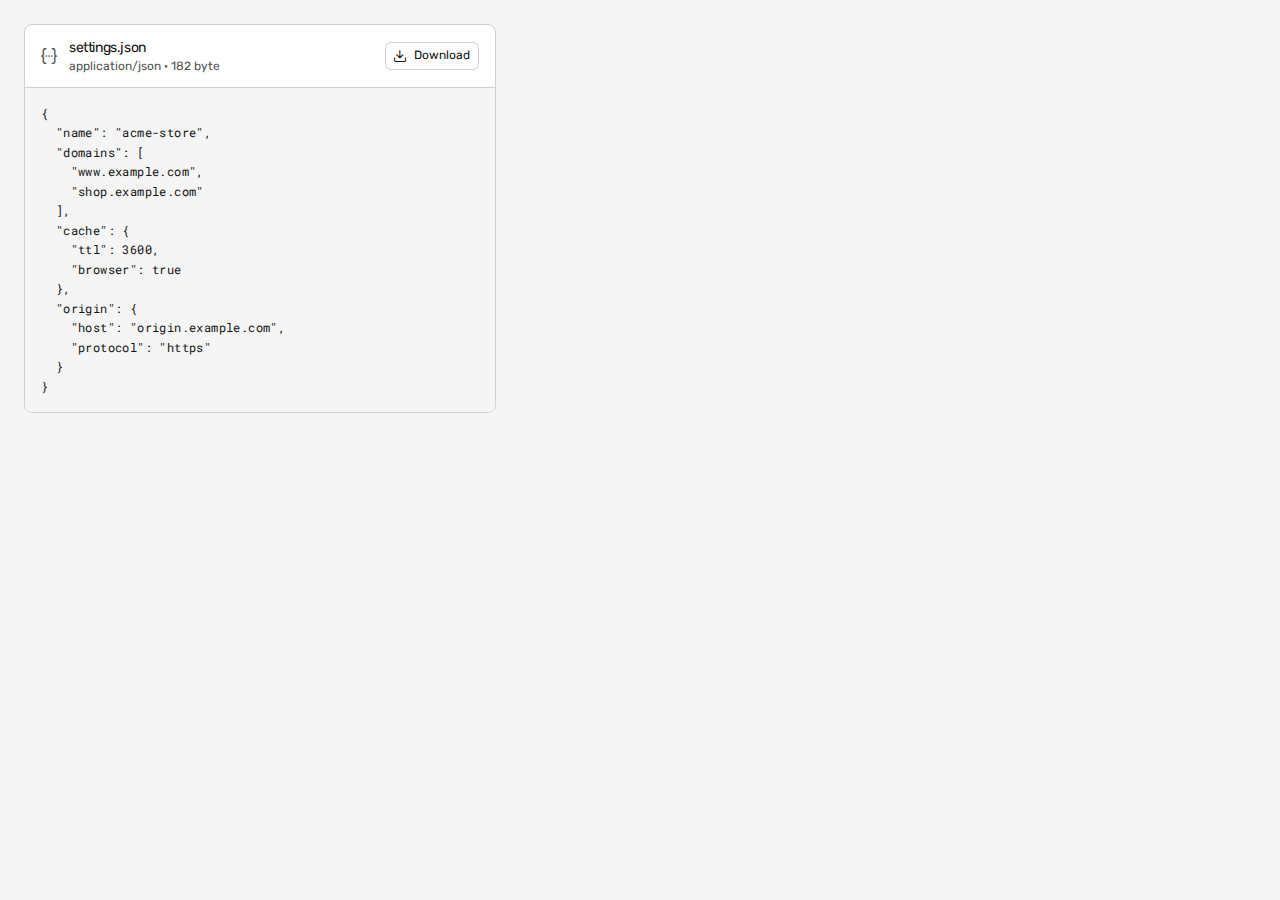 settings.json
application/json • 182 byte
Download
{
  "name": "acme-store",
  "domains": [
    "www.example.com",
    "shop.example.com"
  ],
  "cache": {
    "ttl": 3600,
    "browser": true
  },
  "origin": {
    "host": "origin.example.com",
    "protocol": "https"
  }
}